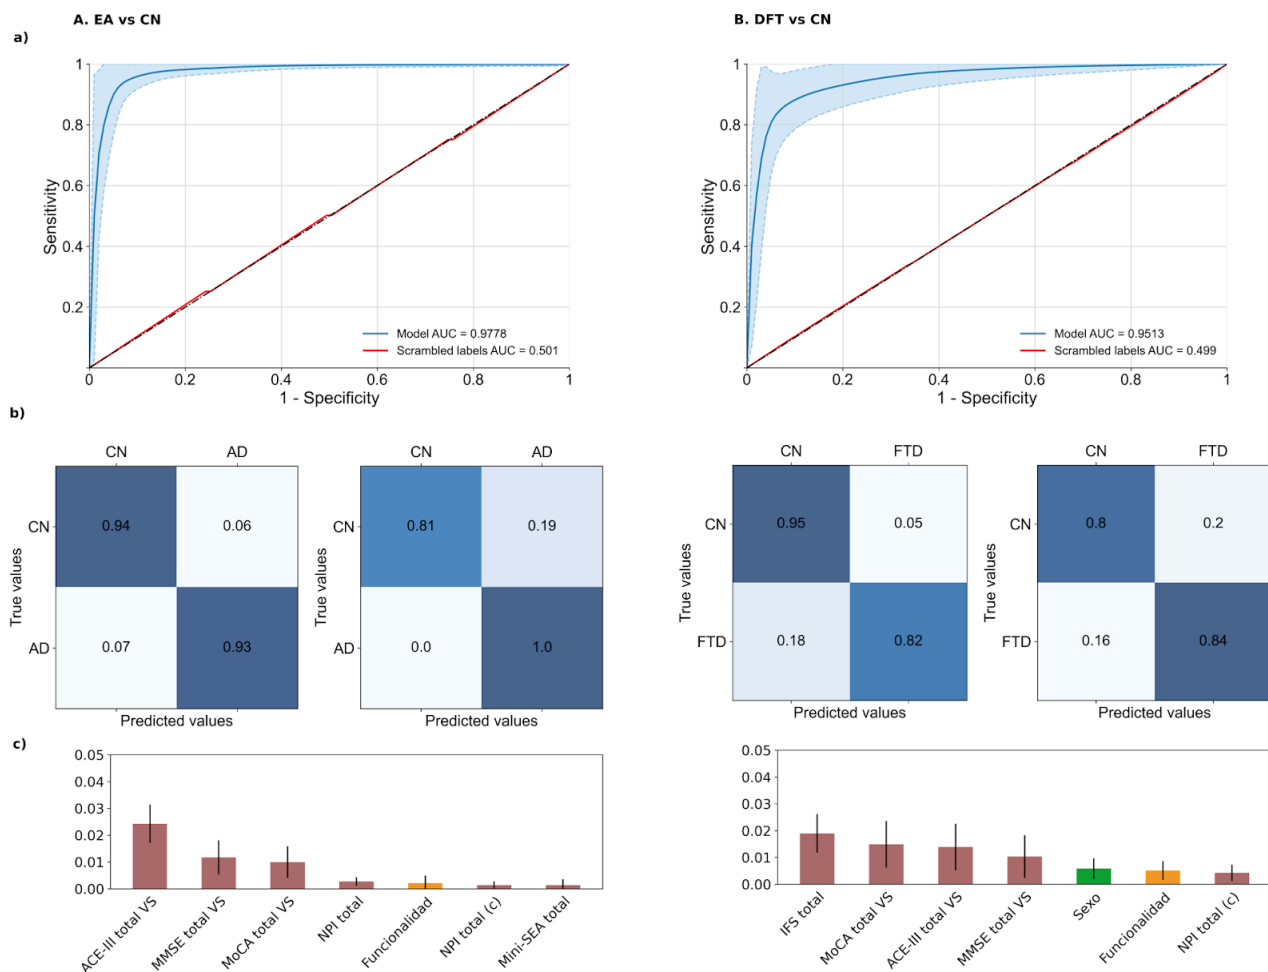 A. EA vs CN
B. DFT vs CN
a)
1
0.8
0.6
0.4
0.2
Sensitivity
Model AUC = 0.9778
Scrambled labels AUC = 0.501
0 0.2 0.4 0.6 0.8 1
1 - Specificity
1
0.8
0.6
0.4
0.2
Sensitivity
Model AUC = 0.9513
Scrambled labels AUC = 0.499
0 0.2 0.4 0.6 0.8 1
1 - Specificity
b)
CN AD
True values
CN 0.94 0.06
AD 0.07 0.93
Predicted values
CN AD
True values
CN 0.81 0.19
AD 0.0 1.0
Predicted values
CN FTD
True values
CN 0.95 0.05
FTD 0.18 0.82
Predicted values
CN FTD
True values
CN 0.8 0.2
FTD 0.16 0.84
Predicted values
c)
0.05
0.04
0.03
0.02
0.01
0.00
ACE-III total VS
MMSE total VS
MoCA total VS
NPI total
Funcionalidad
NPI total (c)
Mini-SEA total
0.05
0.04
0.03
0.02
0.01
0.00
IFS total
MoCA total VS
ACE-III total VS
MMSE total VS
Sexo
Funcionalidad
NPI total (c)